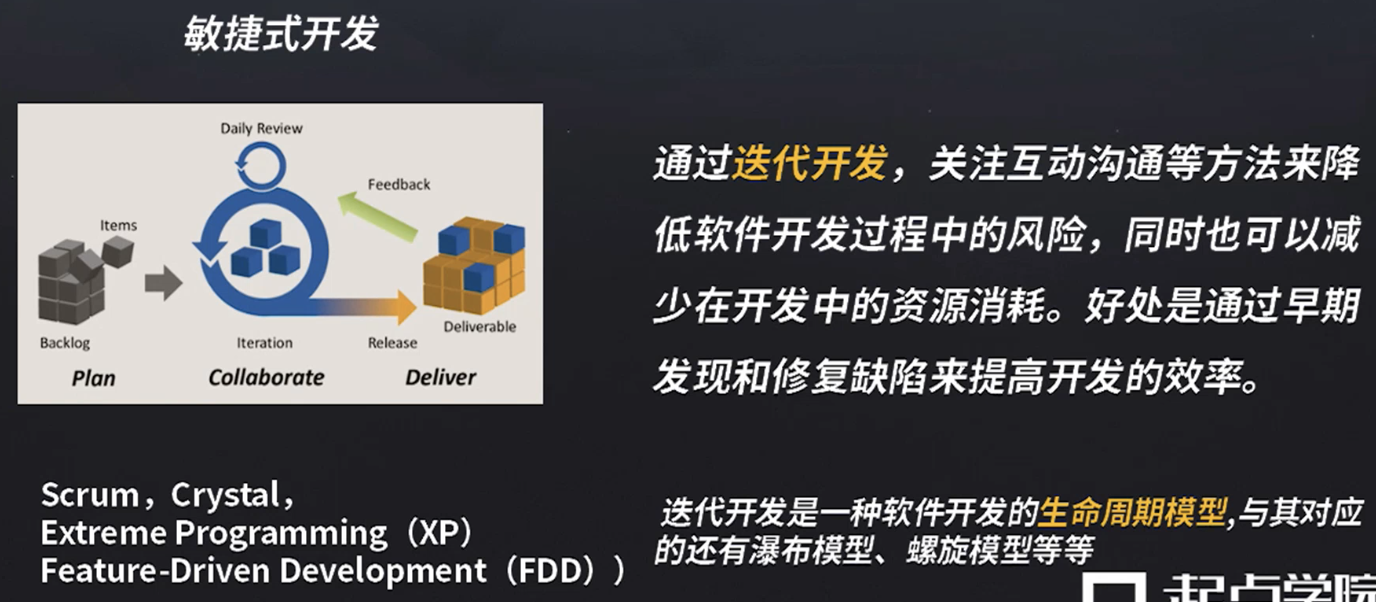 敏捷式开发
Daily Review
Feedback
Items
Deliverable
Backlog
Iteration
Release
Plan
Collaborate
Deliver
通过迭代开发，关注互动沟通等方法来降
低软件开发过程中的风险，同时也可以减
少在开发中的资源消耗。好处是通过早期
发现和修复缺陷来提高开发的效率。
Scrum，Crystal，
Extreme Programming（XP）
Feature-Driven Development（FDD））
迭代开发是一种软件开发的生命周期模型,与其对应
的还有瀑布模型、螺旋模型等等
起点学院